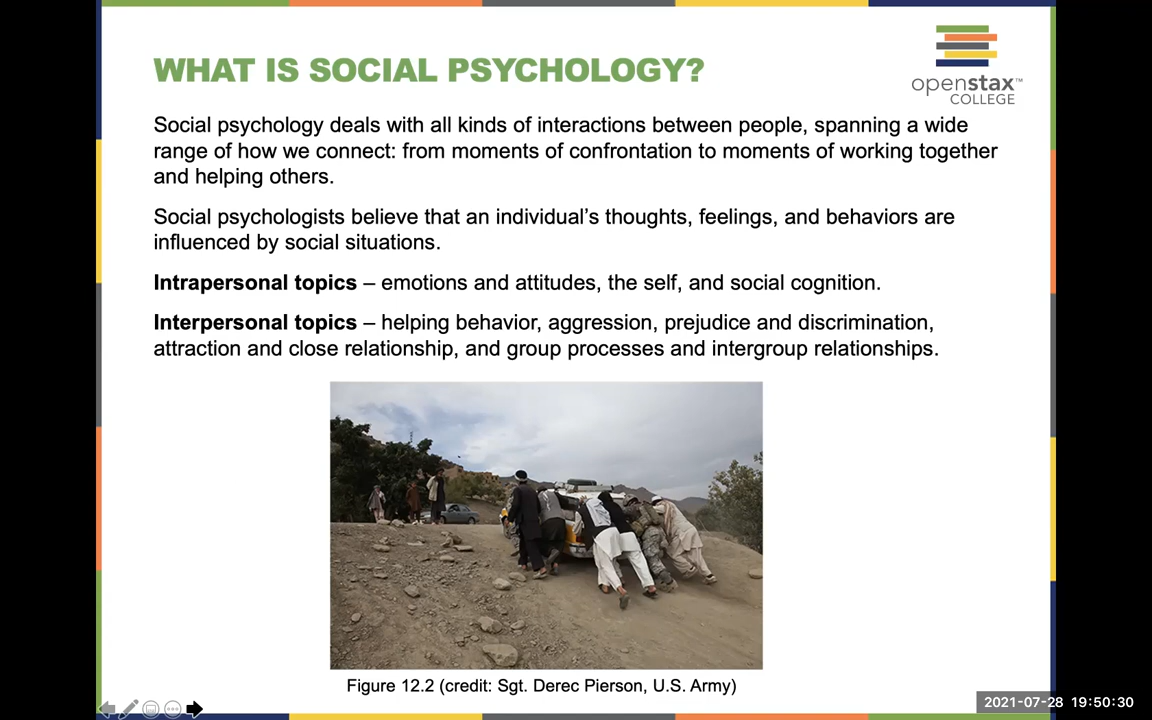 WHAT IS SOCIAL PSYCHOLOGY?
openstax™
COLLEGE
Social psychology deals with all kinds of interactions between people, spanning a wide
range of how we connect: from moments of confrontation to moments of working together
and helping others.
Social psychologists believe that an individual’s thoughts, feelings, and behaviors are
influenced by social situations.
Intrapersonal topics – emotions and attitudes, the self, and social cognition.
Interpersonal topics – helping behavior, aggression, prejudice and discrimination,
attraction and close relationship, and group processes and intergroup relationships.
Figure 12.2 (credit: Sgt. Derec Pierson, U.S. Army)
2021-07-28 19:50:30